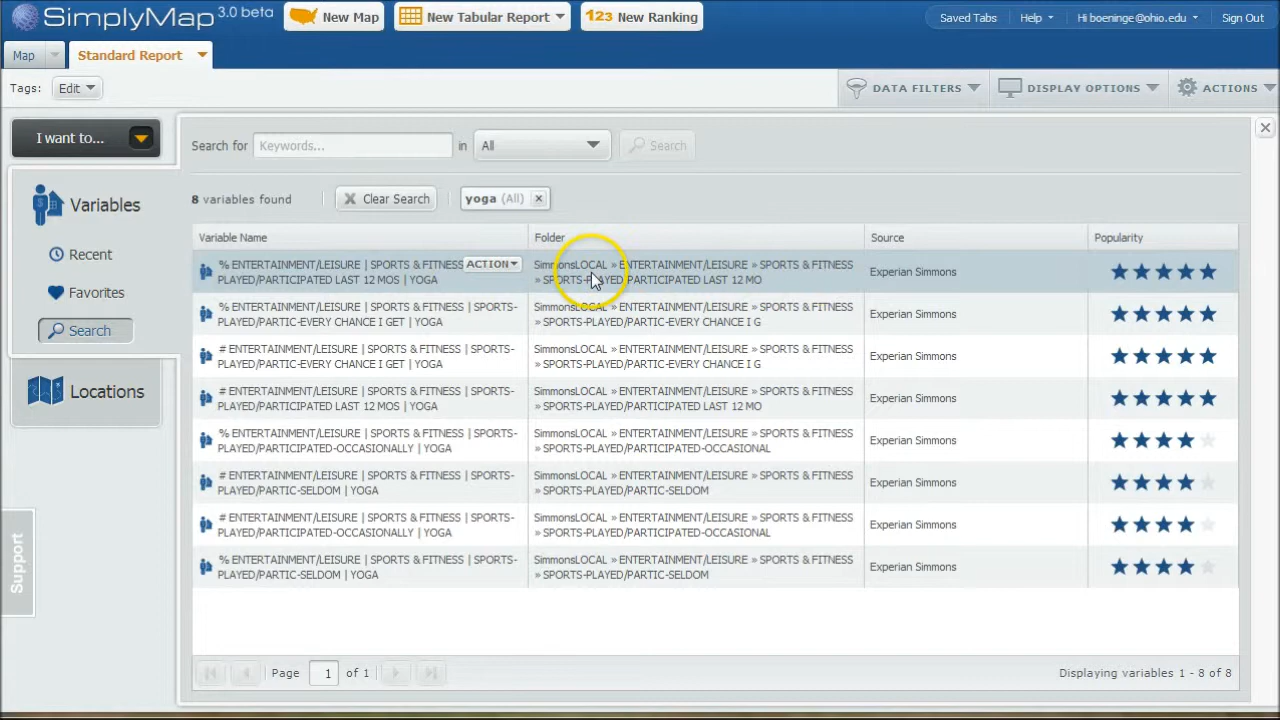 SimplyMap 3.0 beta
New Map
New Tabular Report
123 New Ranking
Saved Tabs
Help
Hi boeninge@ohio.edu
Sign Out
Map
Standard Report
Tags:
Edit
DATA FILTERS
DISPLAY OPTIONS
ACTIONS
I want to...
Variables
Recent
Favorites
Search
Locations
Support
Search for
Keywords...
in
All
Search
8 variables found
Clear Search
yoga (All)
Variable Name
Folder
Source
Popularity
% ENTERTAINMENT/LEISURE | SPORTS & FITNESS
ACTION
PLAYED/PARTICIPATED LAST 12 MOS | YOGA
SimmonsLOCAL » ENTERTAINMENT/LEISURE » SPORTS & FITNESS
» SPORTS-PLAYED/PARTICIPATED LAST 12 MO
Experian Simmons
% ENTERTAINMENT/LEISURE | SPORTS & FITNESS | SPORTS-
PLAYED/PARTIC-EVERY CHANCE I GET | YOGA
SimmonsLOCAL » ENTERTAINMENT/LEISURE » SPORTS & FITNESS
» SPORTS-PLAYED/PARTIC-EVERY CHANCE I G
Experian Simmons
# ENTERTAINMENT/LEISURE | SPORTS & FITNESS | SPORTS-
PLAYED/PARTIC-EVERY CHANCE I GET | YOGA
SimmonsLOCAL » ENTERTAINMENT/LEISURE » SPORTS & FITNESS
» SPORTS-PLAYED/PARTIC-EVERY CHANCE I G
Experian Simmons
# ENTERTAINMENT/LEISURE | SPORTS & FITNESS | SPORTS-
PLAYED/PARTICIPATED LAST 12 MOS | YOGA
SimmonsLOCAL » ENTERTAINMENT/LEISURE » SPORTS & FITNESS
» SPORTS-PLAYED/PARTICIPATED LAST 12 MO
Experian Simmons
% ENTERTAINMENT/LEISURE | SPORTS & FITNESS | SPORTS-
PLAYED/PARTICIPATED-OCCASIONALLY | YOGA
SimmonsLOCAL » ENTERTAINMENT/LEISURE » SPORTS & FITNESS
» SPORTS-PLAYED/PARTICIPATED-OCCASIONAL
Experian Simmons
# ENTERTAINMENT/LEISURE | SPORTS & FITNESS | SPORTS-
PLAYED/PARTIC-SELDOM | YOGA
SimmonsLOCAL » ENTERTAINMENT/LEISURE » SPORTS & FITNESS
» SPORTS-PLAYED/PARTIC-SELDOM
Experian Simmons
# ENTERTAINMENT/LEISURE | SPORTS & FITNESS | SPORTS-
PLAYED/PARTICIPATED-OCCASIONALLY | YOGA
SimmonsLOCAL » ENTERTAINMENT/LEISURE » SPORTS & FITNESS
» SPORTS-PLAYED/PARTICIPATED-OCCASIONAL
Experian Simmons
% ENTERTAINMENT/LEISURE | SPORTS & FITNESS | SPORTS-
PLAYED/PARTIC-SELDOM | YOGA
SimmonsLOCAL » ENTERTAINMENT/LEISURE » SPORTS & FITNESS
» SPORTS-PLAYED/PARTIC-SELDOM
Experian Simmons
Page 1 of 1
Displaying variables 1 - 8 of 8